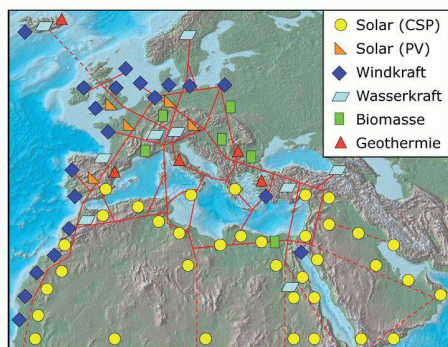 Solar (CSP)
Solar (PV)
Windkraft
Wasserkraft
Biomasse
Geothermie